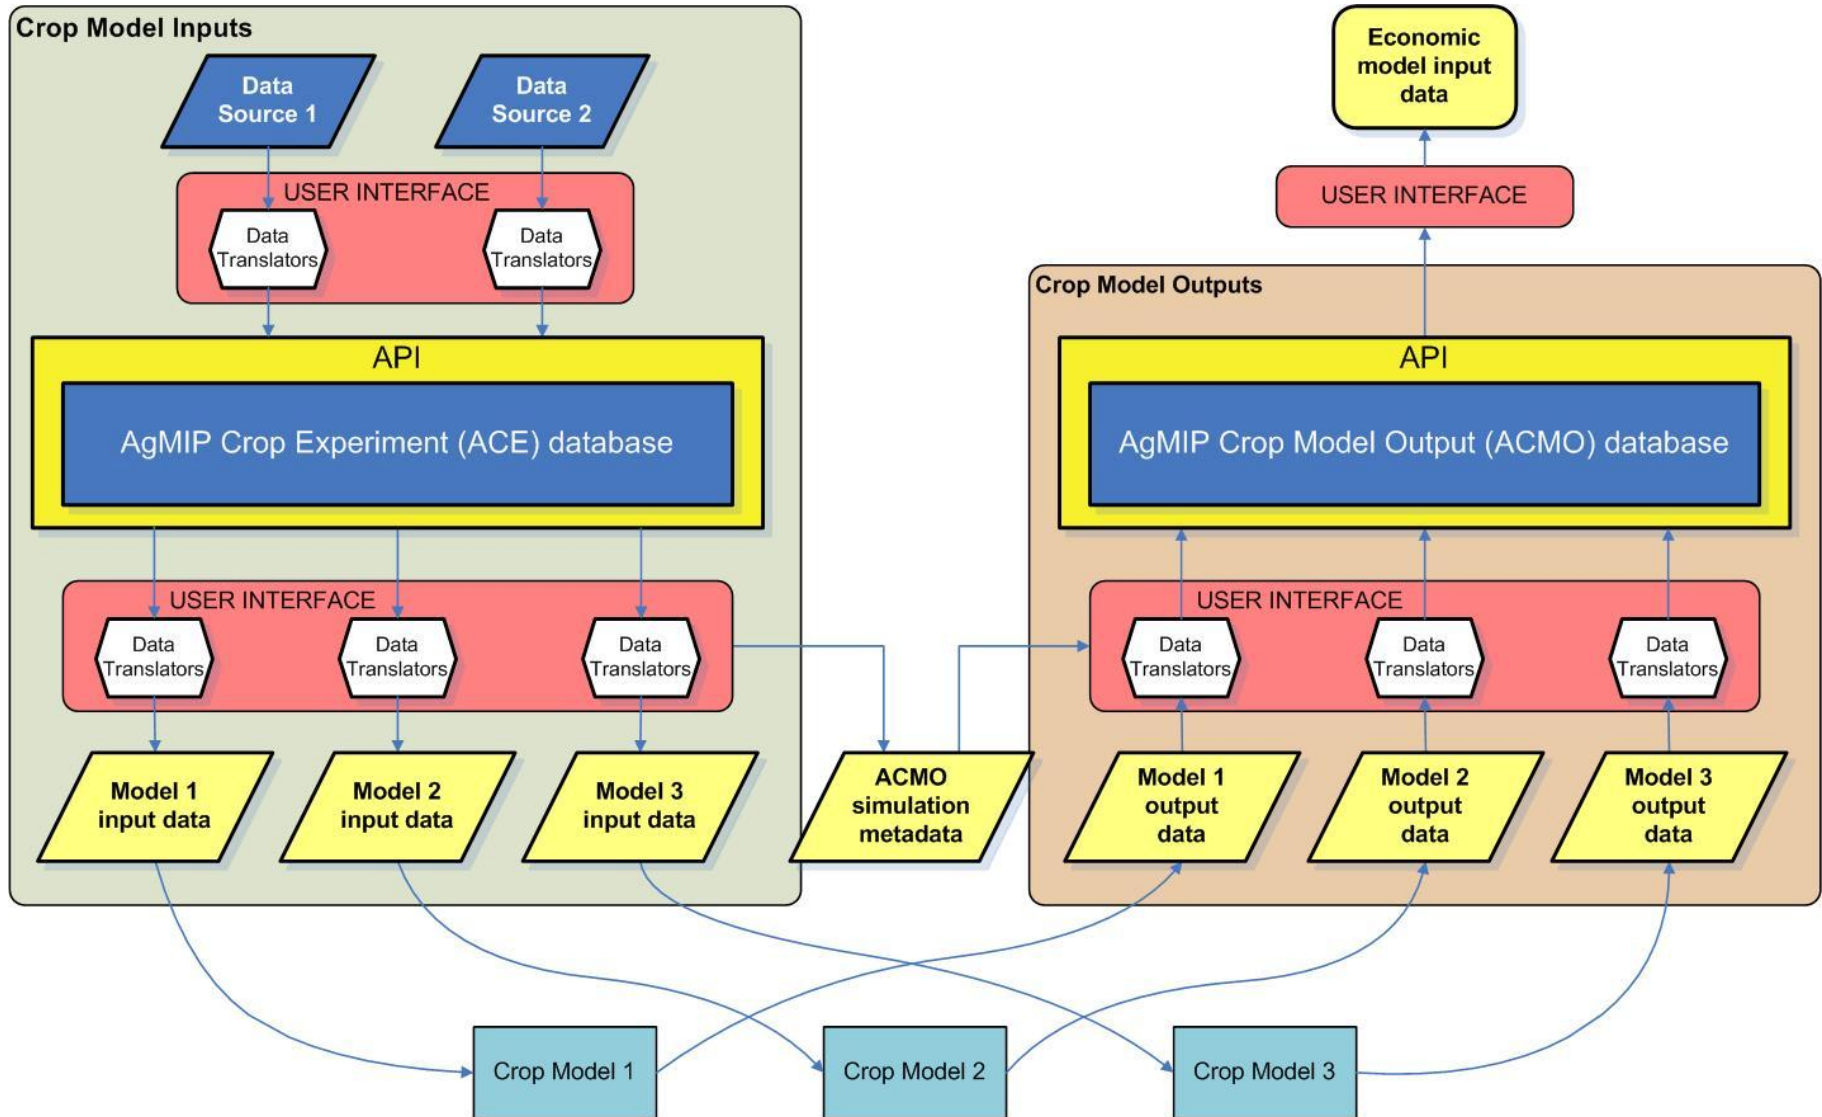 Crop Model Inputs
Data
Source 1
Data
Source 2
USER INTERFACE
Data
Translators
Data
Translators
API
AgMIP Crop Experiment (ACE) database
USER INTERFACE
Data
Translators
Data
Translators
Data
Translators
Model 1
input data
Model 2
input data
Model 3
input data
ACMO
simulation
metadata
Economic
model input
data
USER INTERFACE
Crop Model Outputs
API
AgMIP Crop Model Output (ACMO) database
USER INTERFACE
Data
Translators
Data
Translators
Data
Translators
Model 1
output
data
Model 2
output
data
Model 3
output
data
Crop Model 1
Crop Model 2
Crop Model 3